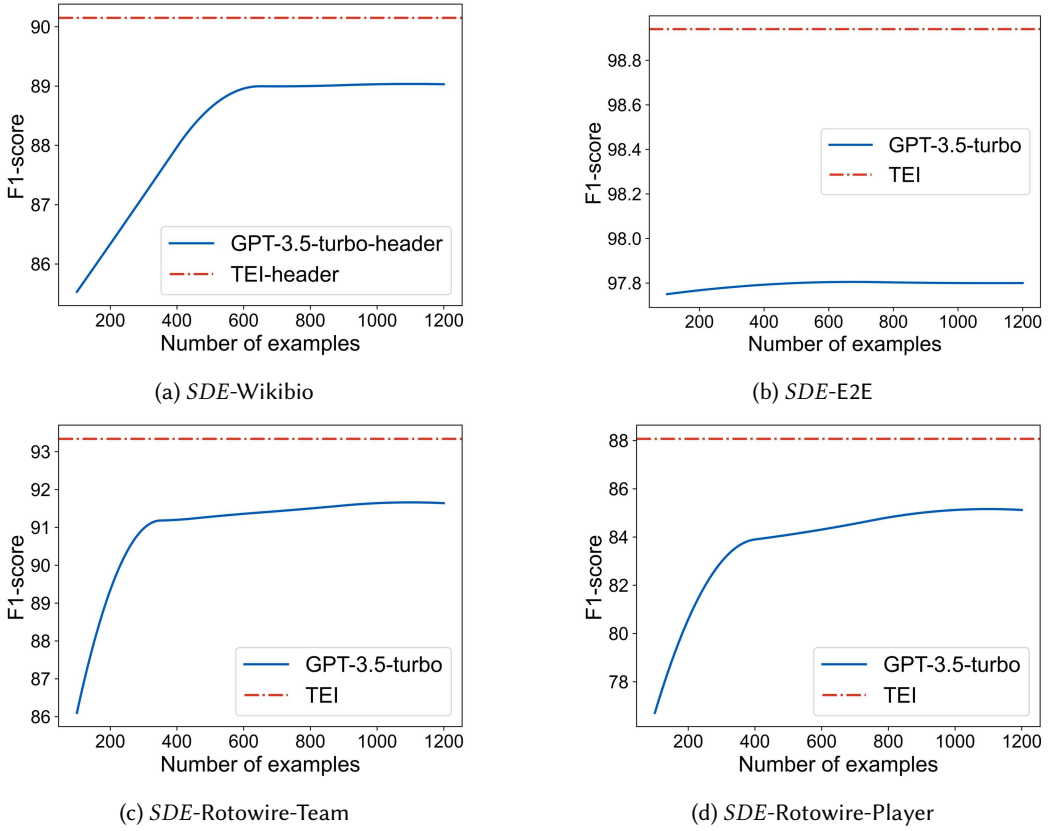 90
89
88
87
86
F1-score
200 400 600 800 1000 1200
Number of examples
GPT-3.5-turbo-header
TEI-header
(a) SDE-Wikibio
98.8
98.6
98.4
98.2
98.0
97.8
F1-score
200 400 600 800 1000 1200
Number of examples
GPT-3.5-turbo
TEI
(b) SDE-E2E
93
92
91
90
89
88
87
86
F1-score
200 400 600 800 1000 1200
Number of examples
GPT-3.5-turbo
TEI
(c) SDE-Rotowire-Team
88
86
84
82
80
78
F1-score
200 400 600 800 1000 1200
Number of examples
GPT-3.5-turbo
TEI
(d) SDE-Rotowire-Player